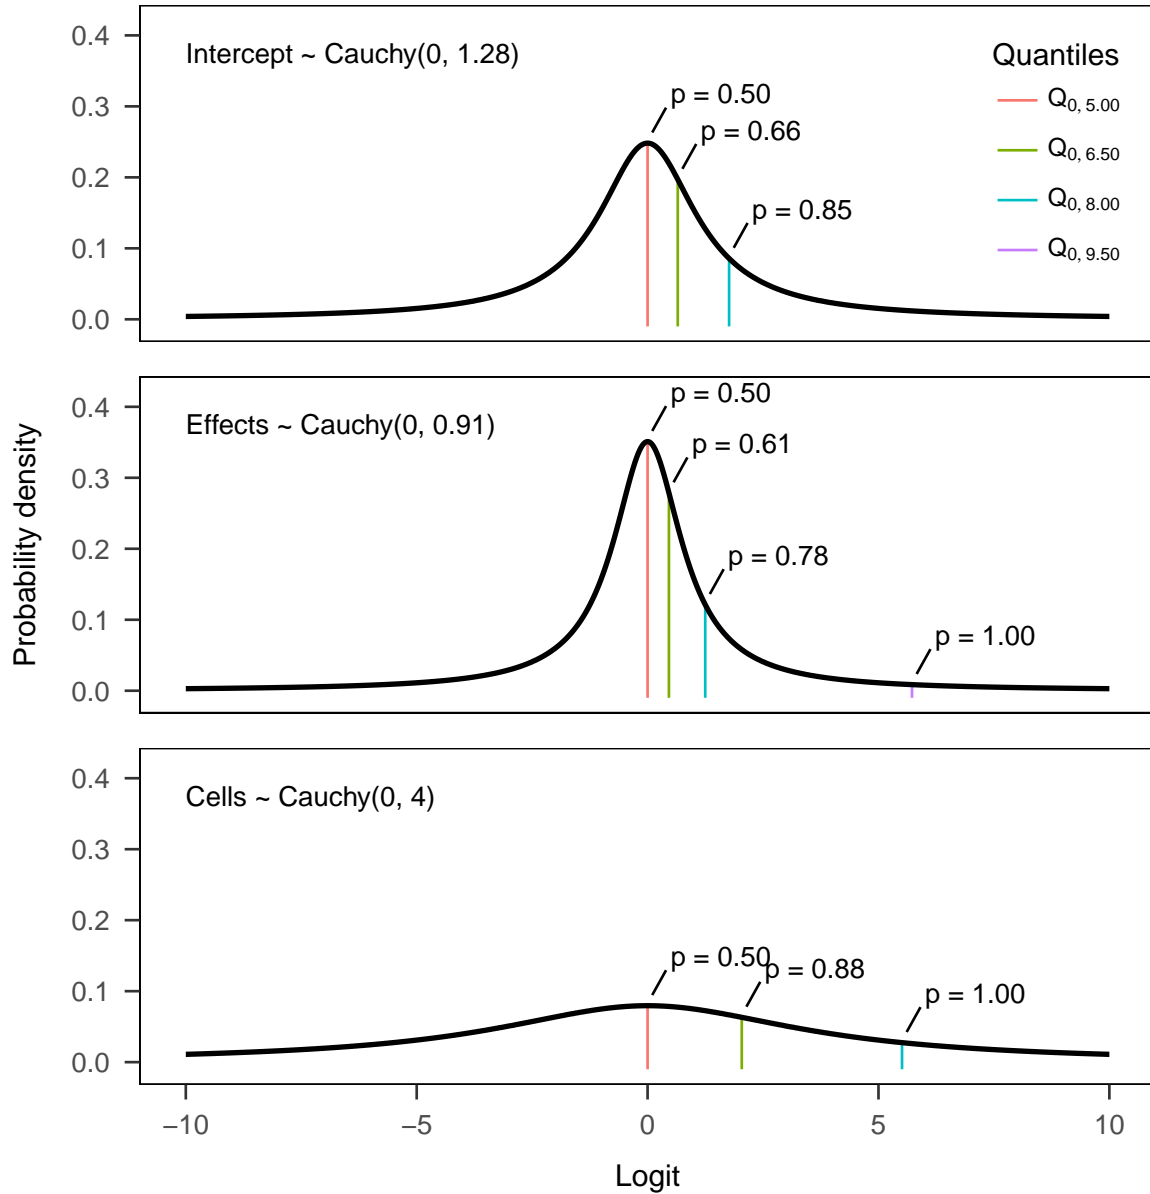 Intercept ~ Cauchy(0, 1.28)
Quantiles
Q0, 5.00
Q0, 6.50
Q0, 8.00
Q0, 9.50
p = 0.50
p = 0.66
p = 0.85
0.4
0.3
0.2
0.1
0.0
Effects ~ Cauchy(0, 0.91)
p = 0.50
p = 0.61
p = 0.78
p = 1.00
0.4
0.3
0.2
0.1
0.0
Probability density
Cells ~ Cauchy(0, 4)
p = 0.50
p = 0.88
p = 1.00
0.4
0.3
0.2
0.1
0.0
−10 −5 0 5 10
Logit